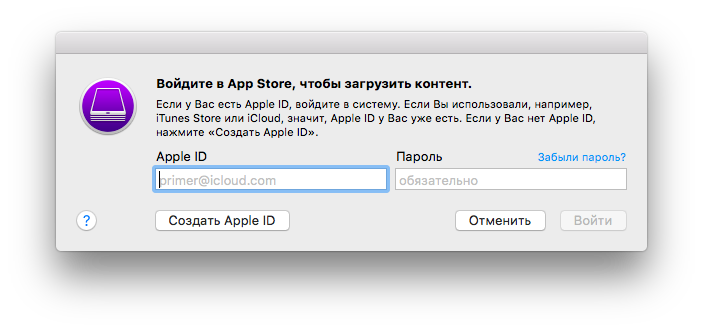 Войдите в App Store, чтобы загрузить контент.
Если у Вас есть Apple ID, войдите в систему. Если Вы использовали, например,
iTunes Store или iCloud, значит, Apple ID у Вас уже есть. Если у Вас нет Apple ID,
нажмите «Создать Apple ID».
Apple ID
Пароль
Забыли пароль?
primer@icloud.com
обязательно
?
Создать Apple ID
Отменить
Войти